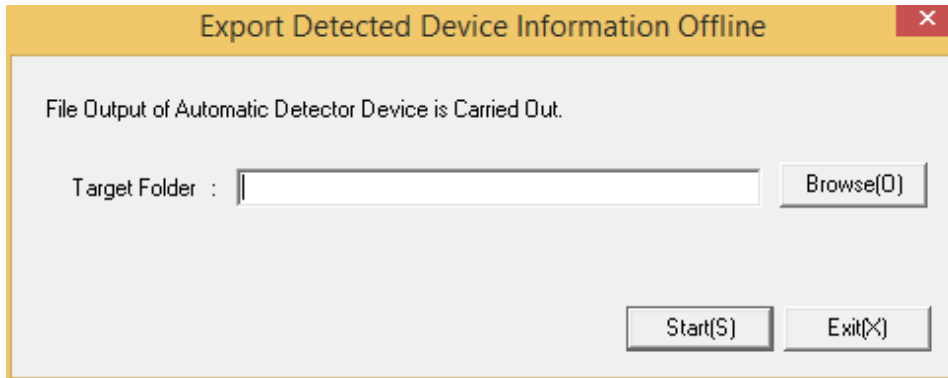 Export Detected Device Information Offline
File Output of Automatic Detector Device is Carried Out.
Target Folder :
Browse(O)
Start(S)
Exit(X)